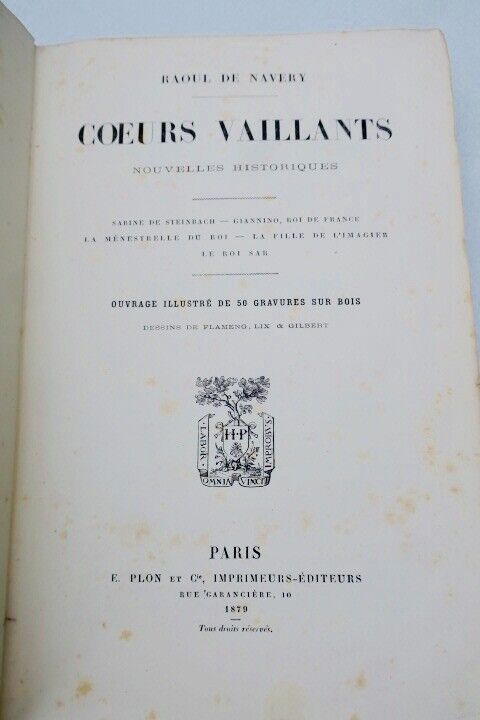 RAOUL DE NAVERY
CŒURS VAILLANTS
NOUVELLES HISTORIQUES
SABINE DE STEINBACH — GIANNINO, ROI DE FRANCE
LA MÉNESTRELLE DU ROI — LA FILLE DE L'IMAGIER
LE ROI SAR
OUVRAGE ILLUSTRÉ DE 50 GRAVURES SUR BOIS
DESSINS DE FLAMENG, LIX & GILBERT
H·P
LABOR
OMNIA VINCIT
IMPROBVS
PARIS
E. PLON ET Cie, IMPRIMEURS-ÉDITEURS
RUE GARANCIÈRE, 10
1879
Tous droits réservés.